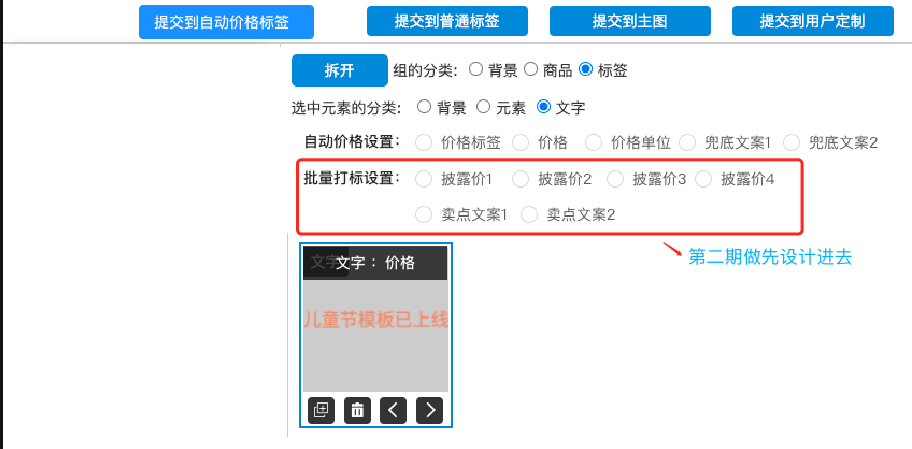 提交到自动价格标签 提交到普通标签 提交到主图 提交到用户定制
拆开 组的分类: 背景 商品 标签
选中元素的分类: 背景 元素 文字
自动价格设置: 价格标签 价格 价格单位 兜底文案1 兜底文案2
批量打标设置: 披露价1 披露价2 披露价3 披露价4
卖点文案1 卖点文案2
第二期做先设计进去
文字 文字：价格
儿童节模板已上线